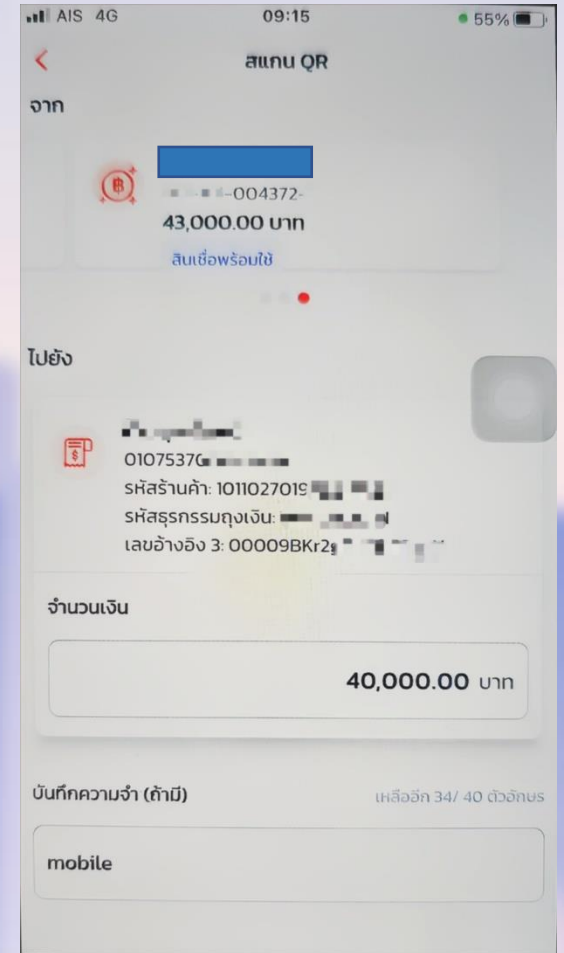 AIS 4G 09:15 55%
สแกน QR
จาก
-004372-
43,000.00 บาท
สินเชื่อพร้อมใช้
ไปยัง
01075370
รหัสร้านค้า: 1011027019
รหัสธุรกรรมถุงเงิน:
เลขอ้างอิง 3: 00009BKr2
จำนวนเงิน
40,000.00 บาท
บันทึกความจำ (ถ้ามี) เหลืออีก 34/ 40 ตัวอักษร
mobile